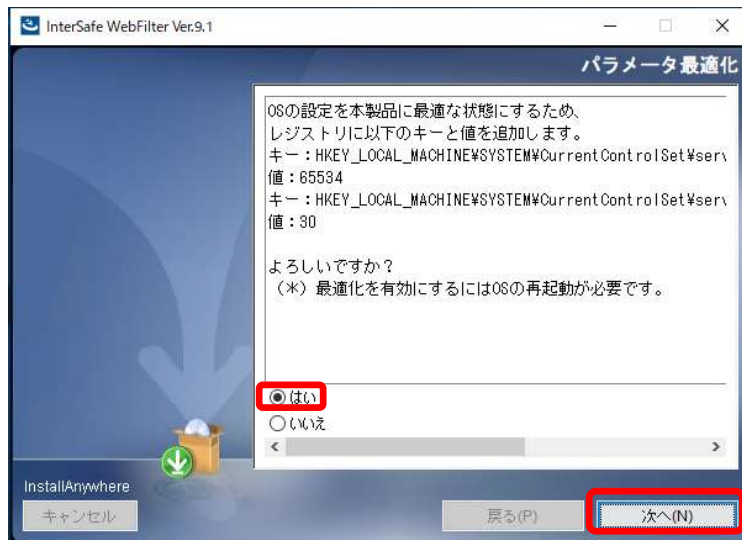 InterSafe WebFilter Ver.9.1
パラメータ最適化
OSの設定を本製品に最適な状態にするため、
レジストリに以下のキーと値を追加します。
キー：HKEY_LOCAL_MACHINE¥SYSTEM¥CurrentControlSet¥serv
値：65534
キー：HKEY_LOCAL_MACHINE¥SYSTEM¥CurrentControlSet¥serv
値：30
よろしいですか？
（＊）最適化を有効にするにはOSの再起動が必要です。
はい
いいえ
InstallAnywhere
キャンセル
戻る(P)
次へ(N)